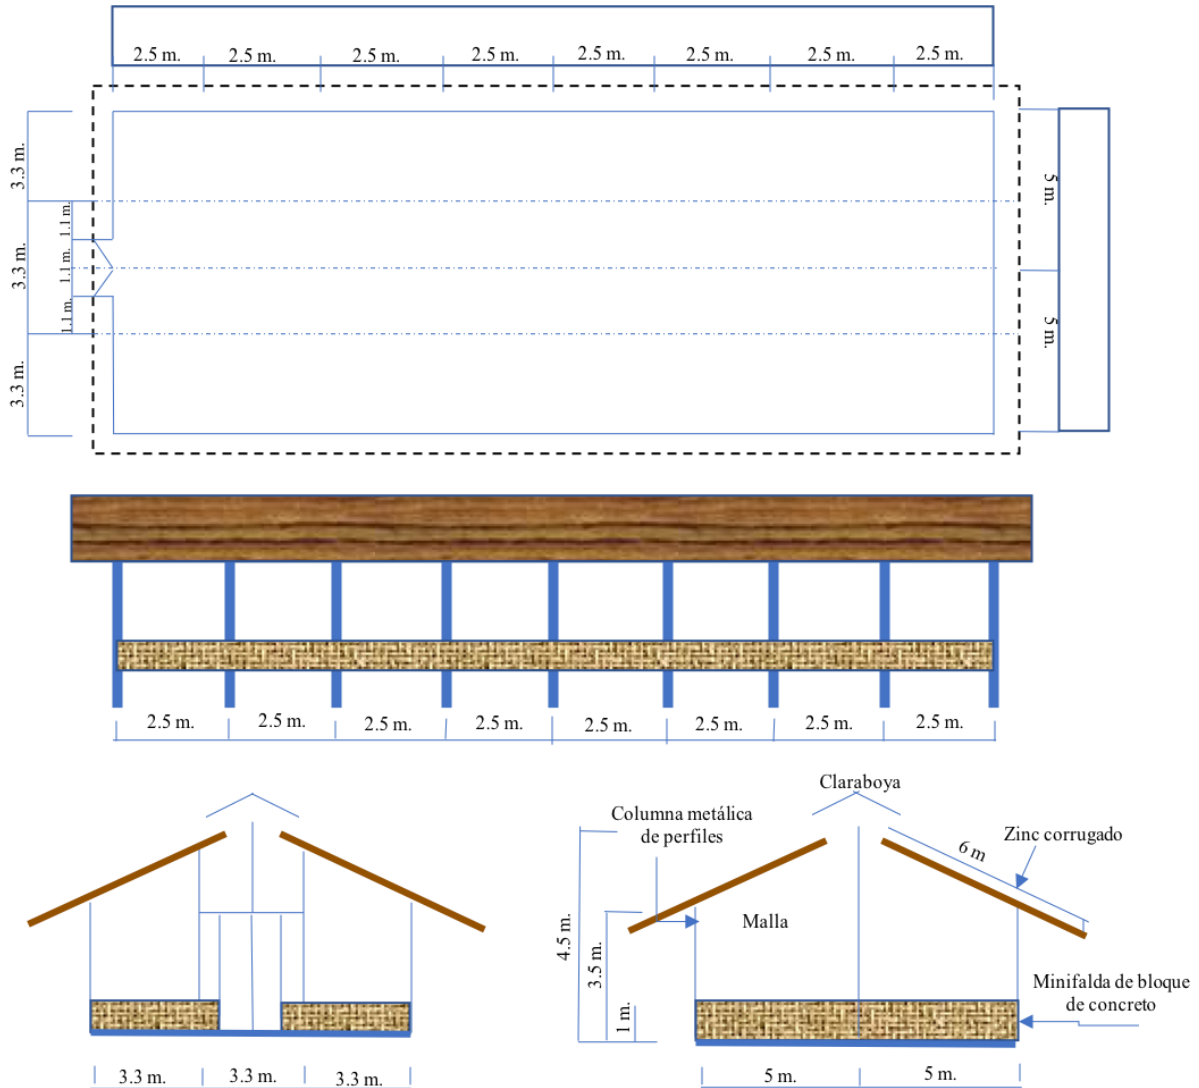 2.5 m.
2.5 m.
2.5 m.
2.5 m.
2.5 m.
2.5 m.
2.5 m.
2.5 m.
3.3 m.
3.3 m.
3.3 m.
1.1 m.
1.1 m.
1.1 m.
5 m.
5 m.
2.5 m.
2.5 m.
2.5 m.
2.5 m.
2.5 m.
2.5 m.
2.5 m.
2.5 m.
3.3 m.
3.3 m.
3.3 m.
Claraboya
Columna metálica
de perfiles
Zinc corrugado
6 m
Malla
4.5 m.
3.5 m.
1 m.
Minifalda de bloque
de concreto
5 m.
5 m.